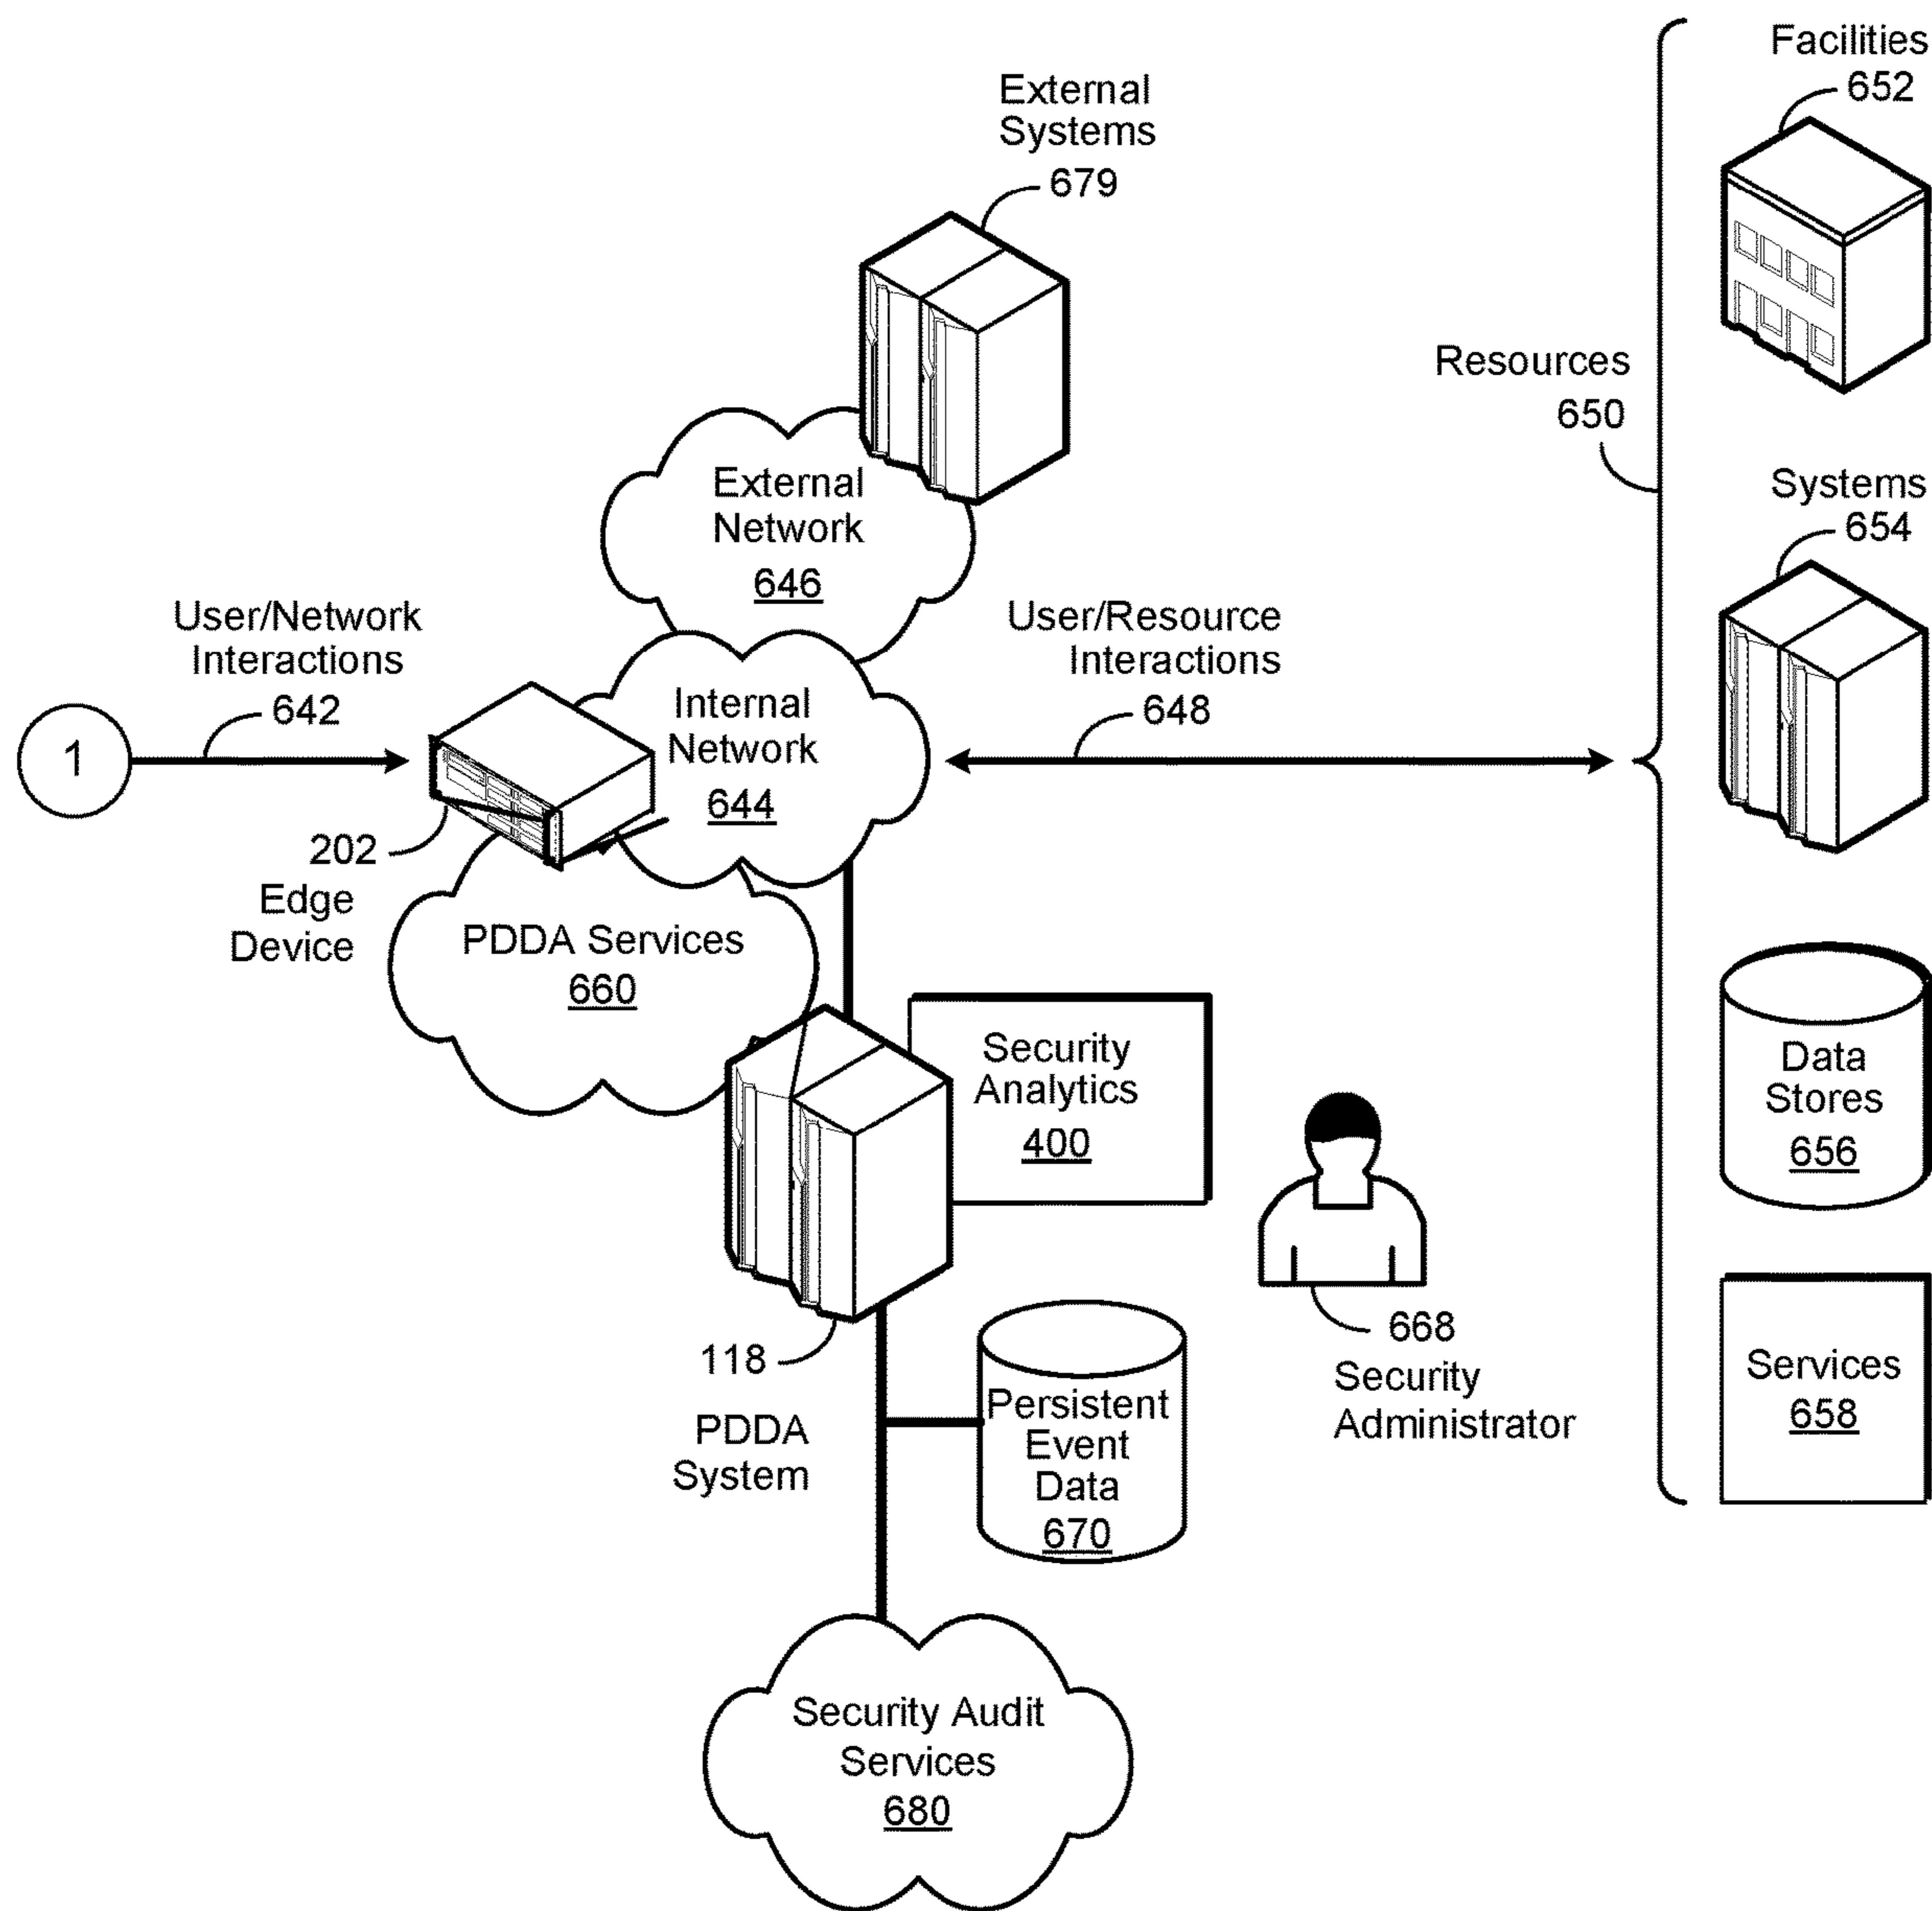 Facilities
652
External
Systems
679
Resources
650
Systems
654
External
Network
646
User/Network
Interactions
642
User/Resource
Interactions
648
Internal
Network
644
1
202
Edge
Device
PDDA Services
660
Security
Analytics
400
Data
Stores
656
118
PDDA
System
668
Security
Administrator
Services
658
Persistent
Event
Data
670
Security Audit
Services
680